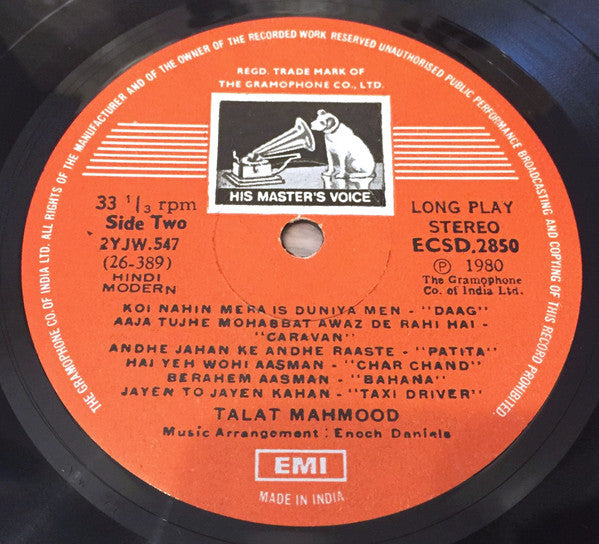 THE GRAMOPHONE CO. OF INDIA LTD. ALL RIGHTS OF THE MANUFACTURER AND OF THE OWNER OF THE RECORDED WORK RESERVED UNAUTHORISED PUBLIC PERFORMANCE BROADCASTING AND COPYING OF THIS RECORD PROHIBITED.
REGD. TRADE MARK OF
THE GRAMOPHONE CO., LTD.
HIS MASTER'S VOICE
33 1/3 rpm
Side Two
2YJW.547
(26-389)
HINDI
MODERN
LONG PLAY
STEREO
ECSD.2850
℗ 1980
The Gramophone
Co. of India Ltd.
KOI NAHIN MERA IS DUNIYA MEN - "DAAG"
AAJA TUJHE MOHABBAT AWAZ DE RAHI HAI -
"CARAVAN"
ANDHE JAHAN KE ANDHE RAASTE - "PATITA"
HAI YEH WOHI AASMAN - "CHAR CHAND"
BERAHEM AASMAN - "BAHANA"
JAYEN TO JAYEN KAHAN - "TAXI DRIVER"
TALAT MAHMOOD
Music Arrangement : Enoch Daniels
EMI
MADE IN INDIA